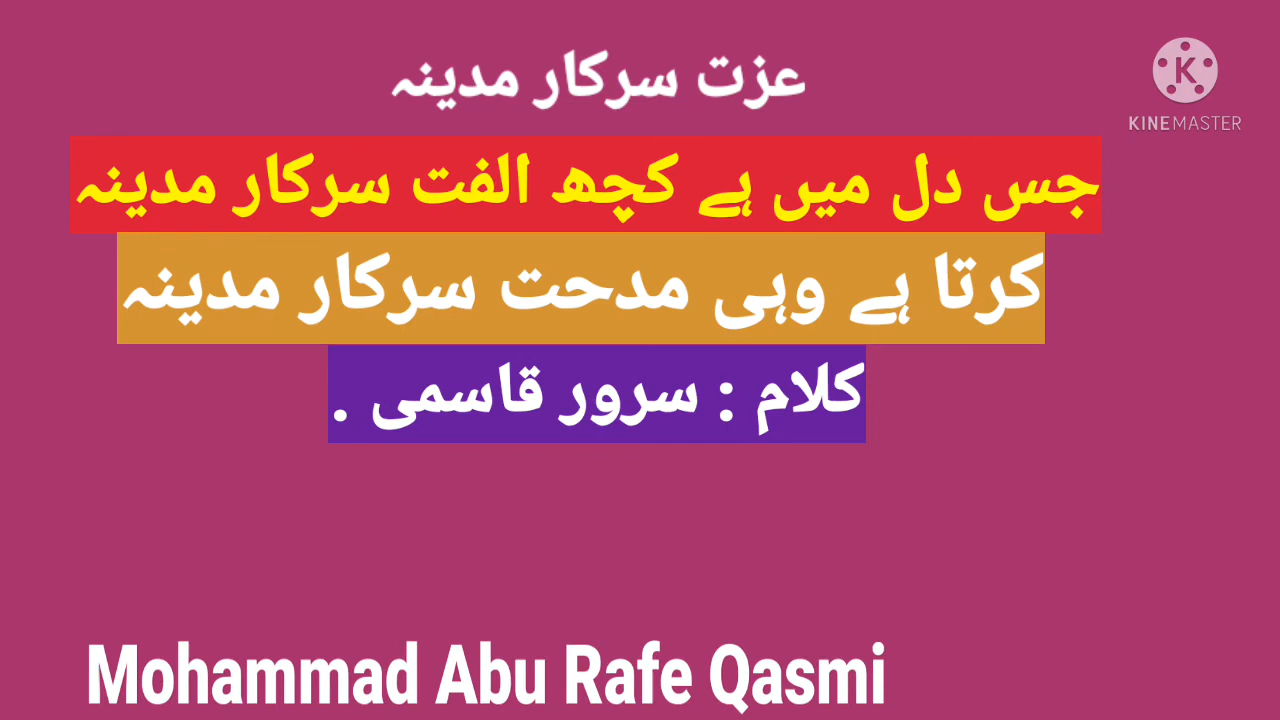 عزت سرکار مدینہ
KINEMASTER
جس دل میں ہے کچھ الفت سرکار مدینہ
کرتا ہے وہی مدحت سرکار مدینہ
کلام : سرور قاسمی .
Mohammad Abu Rafe Qasmi